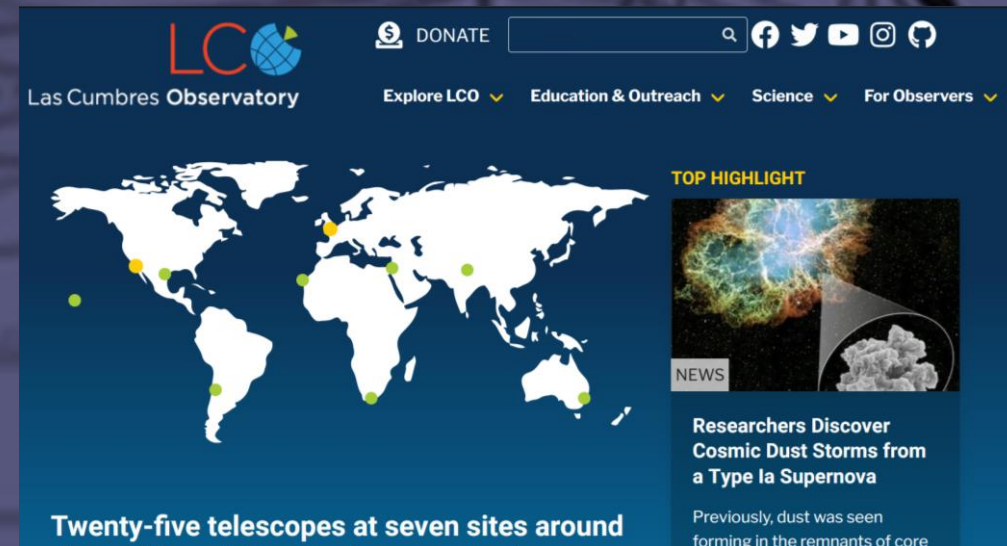 LCO
Las Cumbres Observatory
DONATE
Explore LCO
Education & Outreach
Science
For Observers
Twenty-five telescopes at seven sites around
TOP HIGHLIGHT
NEWS
Researchers Discover
Cosmic Dust Storms from
a Type Ia Supernova
Previously, dust was seen
forming in the remnants of core